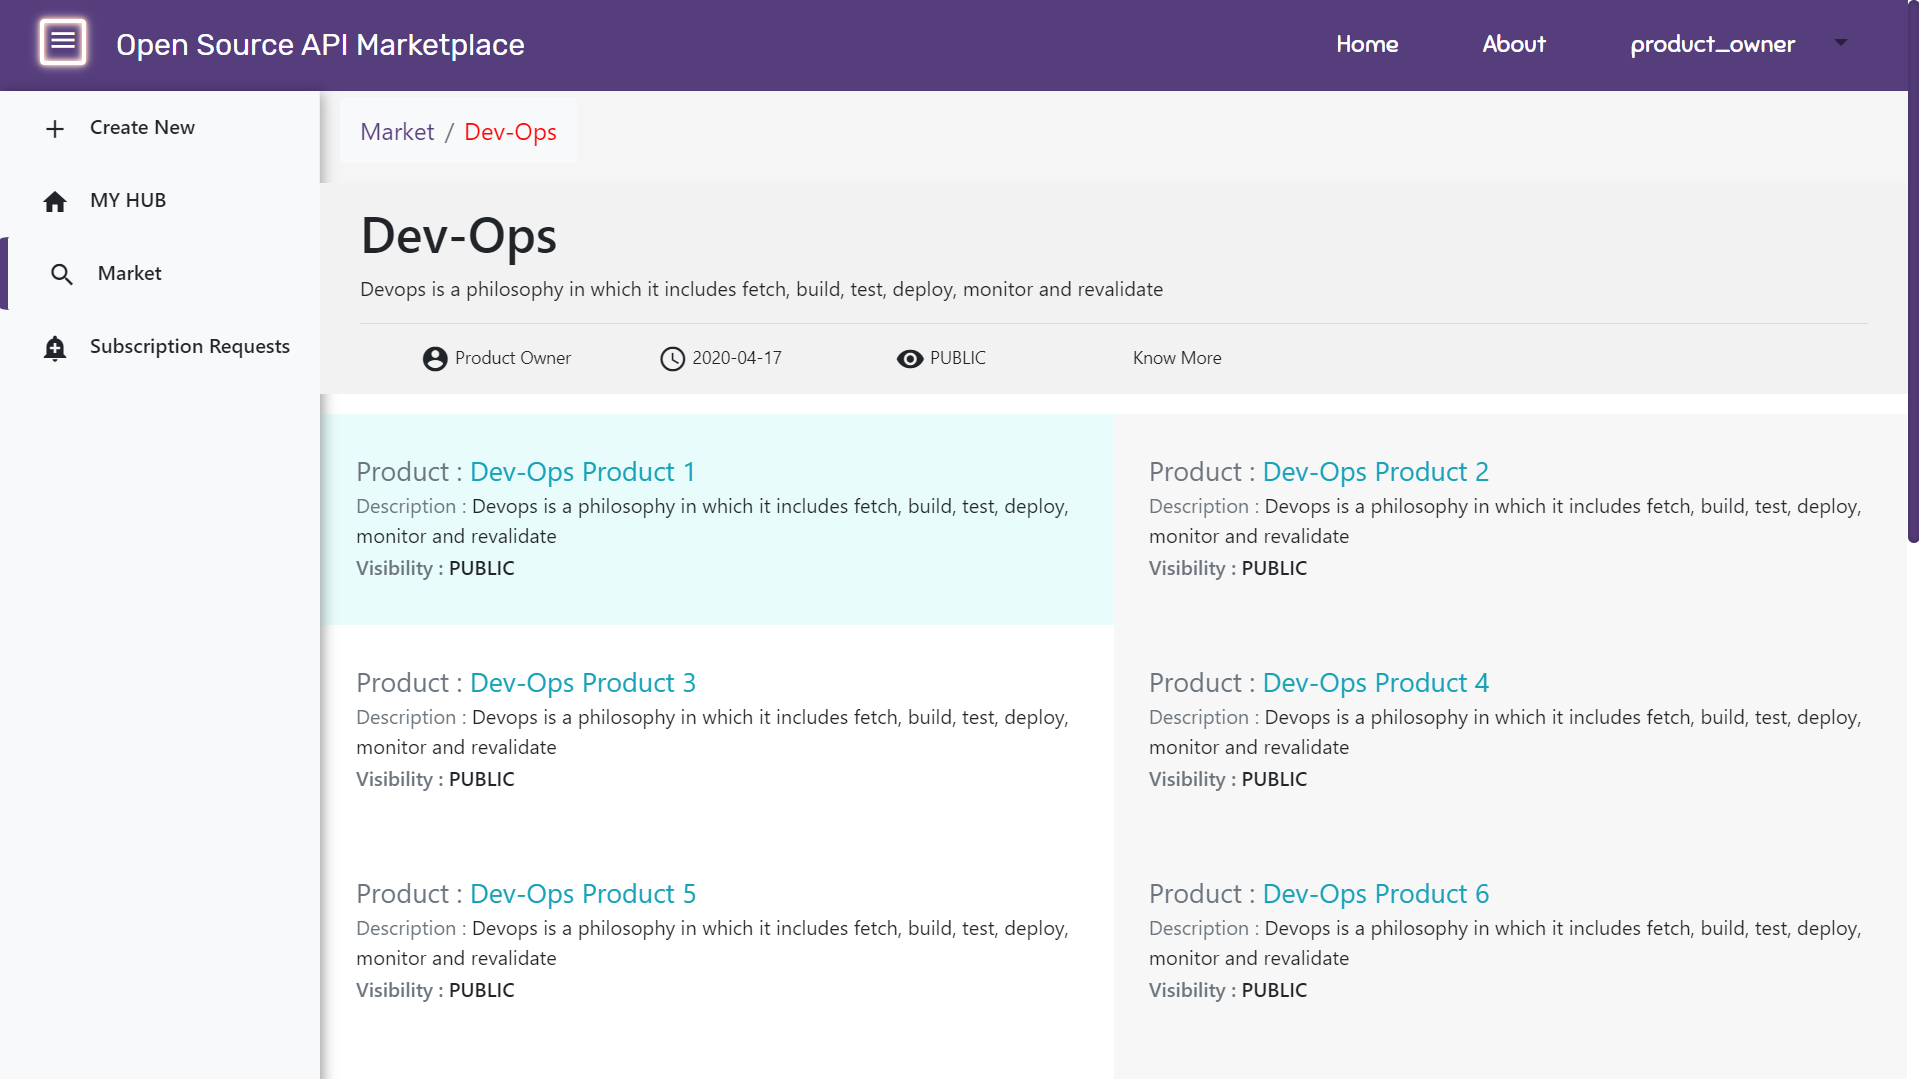 Open Source API Marketplace
Home
About
product_owner
Create New
MY HUB
Market
Subscription Requests
Market / Dev-Ops
Dev-Ops
Devops is a philosophy in which it includes fetch, build, test, deploy, monitor and revalidate
Product Owner
2020-04-17
PUBLIC
Know More
Product : Dev-Ops Product 1
Description : Devops is a philosophy in which it includes fetch, build, test, deploy,
monitor and revalidate
Visibility : PUBLIC
Product : Dev-Ops Product 2
Description : Devops is a philosophy in which it includes fetch, build, test, deploy,
monitor and revalidate
Visibility : PUBLIC
Product : Dev-Ops Product 3
Description : Devops is a philosophy in which it includes fetch, build, test, deploy,
monitor and revalidate
Visibility : PUBLIC
Product : Dev-Ops Product 4
Description : Devops is a philosophy in which it includes fetch, build, test, deploy,
monitor and revalidate
Visibility : PUBLIC
Product : Dev-Ops Product 5
Description : Devops is a philosophy in which it includes fetch, build, test, deploy,
monitor and revalidate
Visibility : PUBLIC
Product : Dev-Ops Product 6
Description : Devops is a philosophy in which it includes fetch, build, test, deploy,
monitor and revalidate
Visibility : PUBLIC